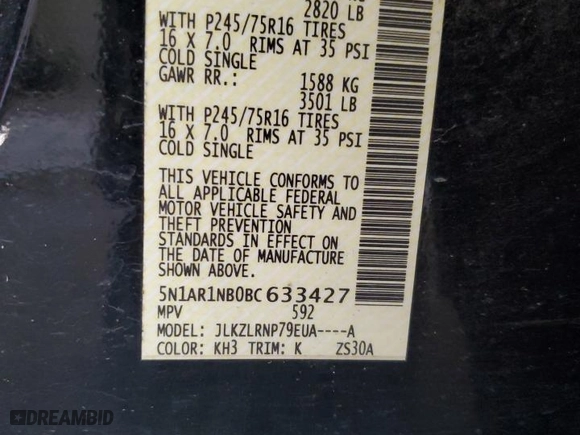 2820 LB
WITH P245/75R16 TIRES
16 X 7.0 RIMS AT 35 PSI
COLD SINGLE
GAWR RR.: 1588 KG
3501 LB
WITH P245/75R16 TIRES
16 X 7.0 RIMS AT 35 PSI
COLD SINGLE
THIS VEHICLE CONFORMS TO
ALL APPLICABLE FEDERAL
MOTOR VEHICLE SAFETY AND
THEFT PREVENTION
STANDARDS IN EFFECT ON
THE DATE OF MANUFACTURE
SHOWN ABOVE.
5N1AR1NB0BC633427
MPV 592
MODEL: JLKZLRNP79EUA----A
COLOR: KH3 TRIM: K ZS30A
DREAMBID